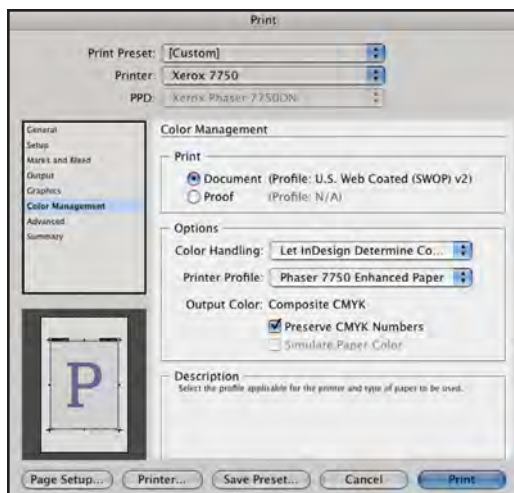 Print
Print Preset: [Custom]
Printer: Xerox 7750
PPD: Xerox Phaser 7750DN
General
Setup
Marks and Bleed
Output
Graphics
Color Management
Advanced
Summary
Color Management
Print
Document (Profile: U.S. Web Coated (SWOP) v2)
Proof (Profile: N/A)
Options
Color Handling: Let InDesign Determine Co...
Printer Profile: Phaser 7750 Enhanced Paper
Output Color: Composite CMYK
Preserve CMYK Numbers
Simulate Paper Color
Description
Select the profile applicable for the printer and type of paper to be used.
P
Page Setup...
Printer...
Save Preset...
Cancel
Print